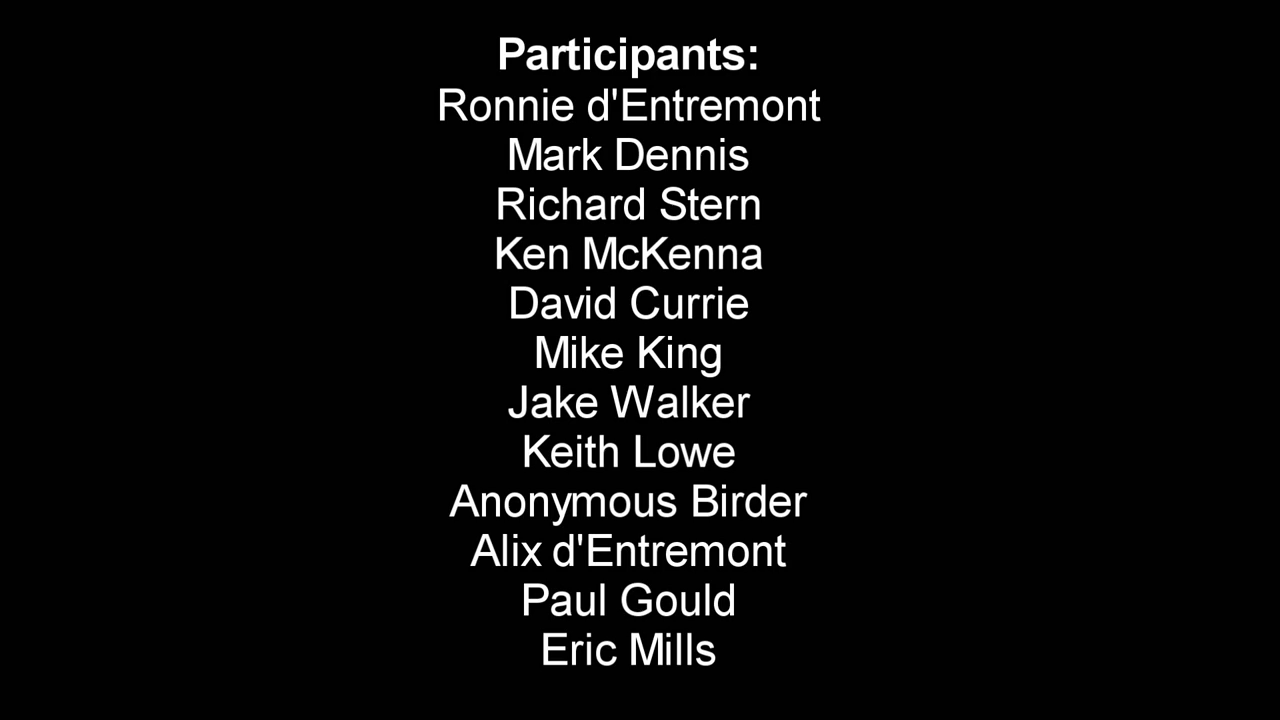 Participants:
Ronnie d'Entremont
Mark Dennis
Richard Stern
Ken McKenna
David Currie
Mike King
Jake Walker
Keith Lowe
Anonymous Birder
Alix d'Entremont
Paul Gould
Eric Mills